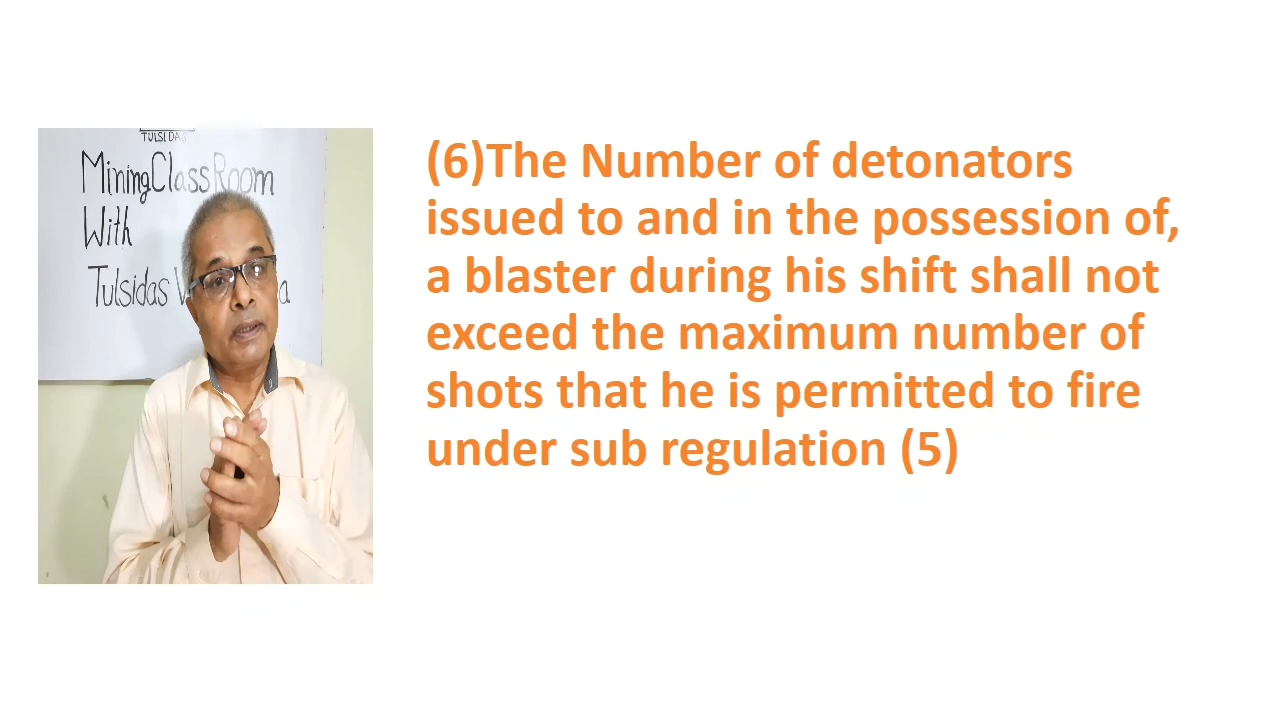 TULSIDAS
MiningClassRoom
With
Tulsidas
(6)The Number of detonators
issued to and in the possession of,
a blaster during his shift shall not
exceed the maximum number of
shots that he is permitted to fire
under sub regulation (5)